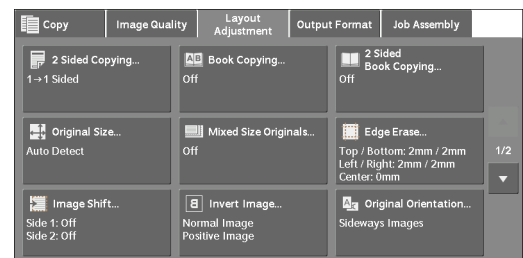 Copy
Image Quality
Layout
Adjustment
Output Format
Job Assembly
2 Sided Copying...
1→1 Sided
AB Book Copying...
Off
2 Sided
Book Copying...
Off
Original Size...
Auto Detect
Mixed Size Originals...
Off
Edge Erase...
Top / Bottom: 2mm / 2mm
Left / Right: 2mm / 2mm
Center: 0mm
1/2
Image Shift...
Side 1: Off
Side 2: Off
Invert Image...
Normal Image
Positive Image
Original Orientation...
Sideways Images